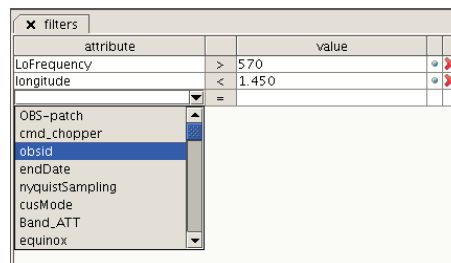 filters
attribute value
LoFrequency > 570
longitude < 1.450
=
OBS-patch
cmd_chopper
obsid
endDate
nyquistSampling
cusMode
Band_ATT
equinox